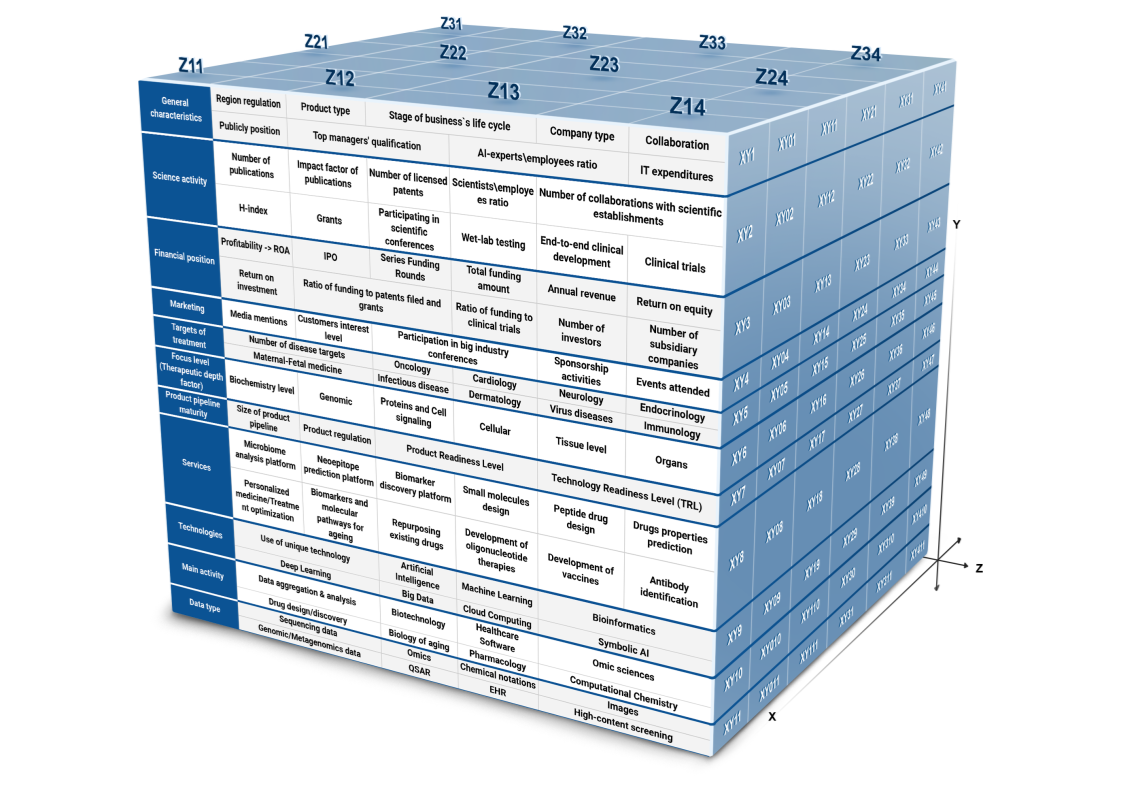 Z31
Z32
Z33
Z34
Z21
Z22
Z23
Z24
Z11
Z12
Z13
Z14
General
characteristics
Region regulation
Product type
Stage of business`s life cycle
Company type
Collaboration
Publicly position
Top managers' qualification
AI-experts\employees ratio
IT expenditures
Science activity
Number of
publications
Impact factor of
publications
Number of licensed
patents
Scientists\employe
es ratio
Number of collaborations with scientific
establishments
H-index
Grants
Participating in
scientific
conferences
Wet-lab testing
End-to-end clinical
development
Clinical trials
Financial position
Profitability -> ROA
IPO
Series Funding
Rounds
Total funding
amount
Annual revenue
Return on equity
Return on
investment
Ratio of funding to patents filed and
grants
Ratio of funding to
clinical trials
Number of
investors
Number of
subsidiary
companies
Marketing
Media mentions
Customers interest
level
Participation in big industry
conferences
Sponsorship
activities
Events attended
Targets of
treatment
Number of disease targets
Oncology
Cardiology
Neurology
Endocrinology
Maternal-Fetal medicine
Infectious disease
Dermatology
Virus diseases
Immunology
Focus level
(Therapeutic depth
factor)
Biochemistry level
Genomic
Proteins and Cell
signaling
Cellular
Tissue level
Organs
Product pipeline
maturity
Size of product
pipeline
Product regulation
Product Readiness Level
Technology Readiness Level (TRL)
Services
Microbiome
analysis platform
Neoepitope
prediction platform
Biomarker
discovery platform
Small molecules
design
Peptide drug
design
Drugs properties
prediction
Personalized
medicine/Treatme
nt optimization
Biomarkers and
molecular
pathways for
ageing
Repurposing
existing drugs
Development of
oligonucleotide
therapies
Development of
vaccines
Antibody
identification
Technologies
Use of unique technology
Artificial
Intelligence
Machine Learning
Bioinformatics
Deep Learning
Big Data
Cloud Computing
Symbolic AI
Main activity
Data aggregation & analysis
Biotechnology
Healthcare
Software
Omic sciences
Drug design/discovery
Biology of aging
Pharmacology
Computational Chemistry
Data type
Sequencing data
Omics
Chemical notations
Images
Genomic/Metagenomics data
QSAR
EHR
High-content screening
XY1
XY01
XY11
XY21
XY31
XY41
XY2
XY02
XY12
XY22
XY32
XY42
XY3
XY03
XY13
XY23
XY33
XY43
XY4
XY04
XY14
XY24
XY34
XY44
XY5
XY05
XY15
XY25
XY35
XY45
XY6
XY06
XY16
XY26
XY36
XY46
XY7
XY07
XY17
XY27
XY37
XY47
XY8
XY08
XY18
XY28
XY38
XY48
XY9
XY09
XY19
XY29
XY39
XY49
XY10
XY010
XY110
XY30
XY310
XY410
XY11
XY011
XY111
XY31
XY311
XY411
Y
Z
X